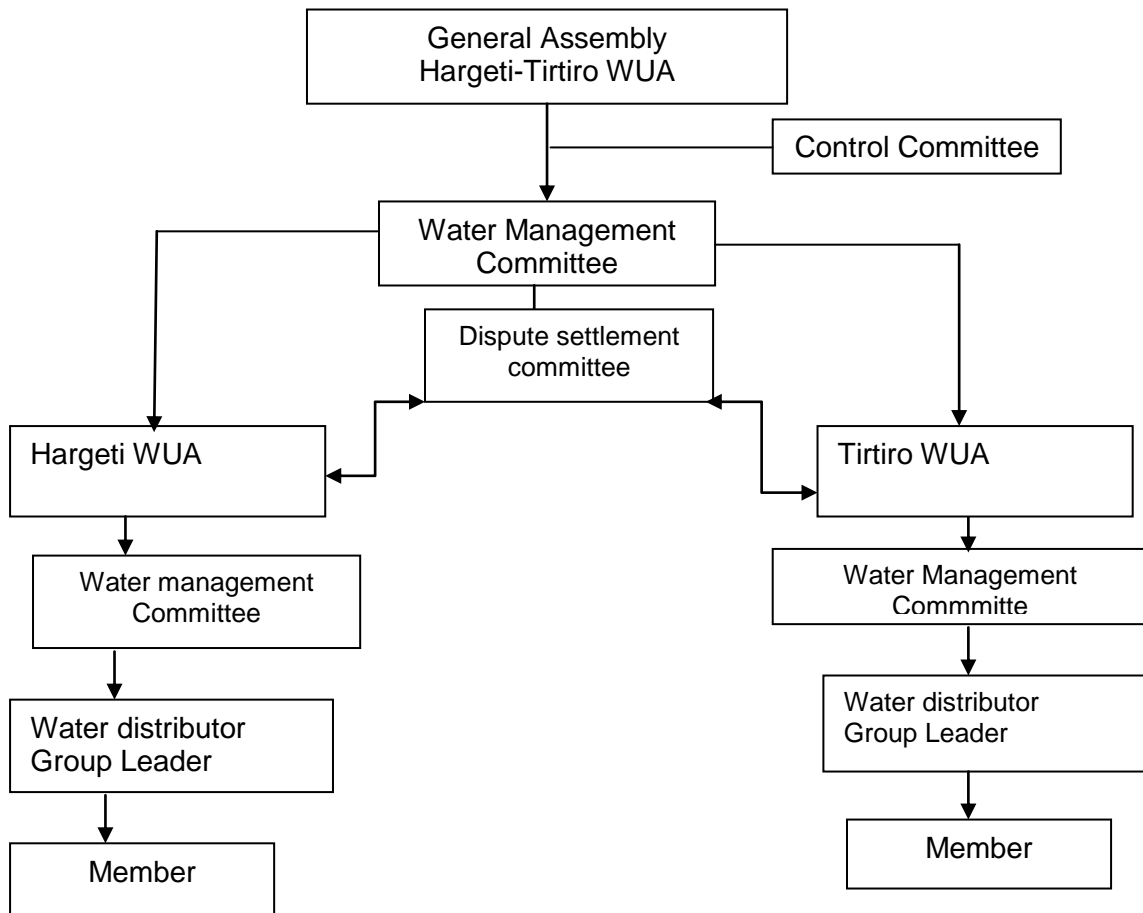 General Assembly
Hargeti-Tirtiro WUA
Control Committee
Water Management
Committee
Dispute settlement
committee
Hargeti WUA
Tirtiro WUA
Water management
Committee
Water Management
Commmitte
Water distributor
Group Leader
Water distributor
Group Leader
Member
Member